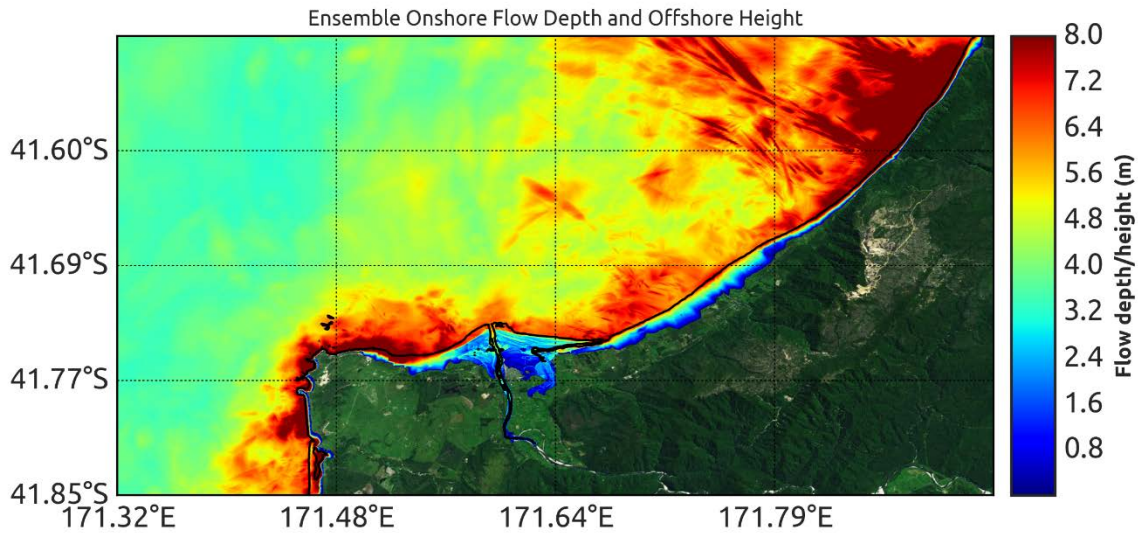 Ensemble Onshore Flow Depth and Offshore Height
41.60°S
41.69°S
41.77°S
41.85°S
171.32°E
171.48°E
171.64°E
171.79°E
8.0
7.2
6.4
5.6
4.8
4.0
3.2
2.4
1.6
0.8
Flow depth/height (m)